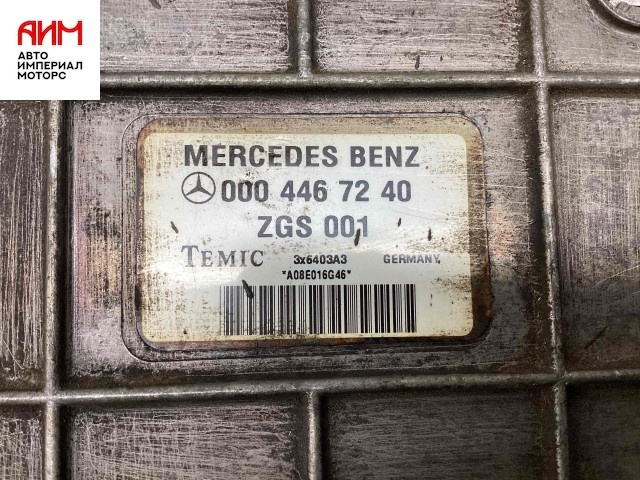 АИМ
АВТО
ИМПЕРИАЛ
МОТОРС
MERCEDES BENZ
000 446 72 40
ZGS 001
TEMIC 3x6403A3 GERMANY
"A08E016G46"